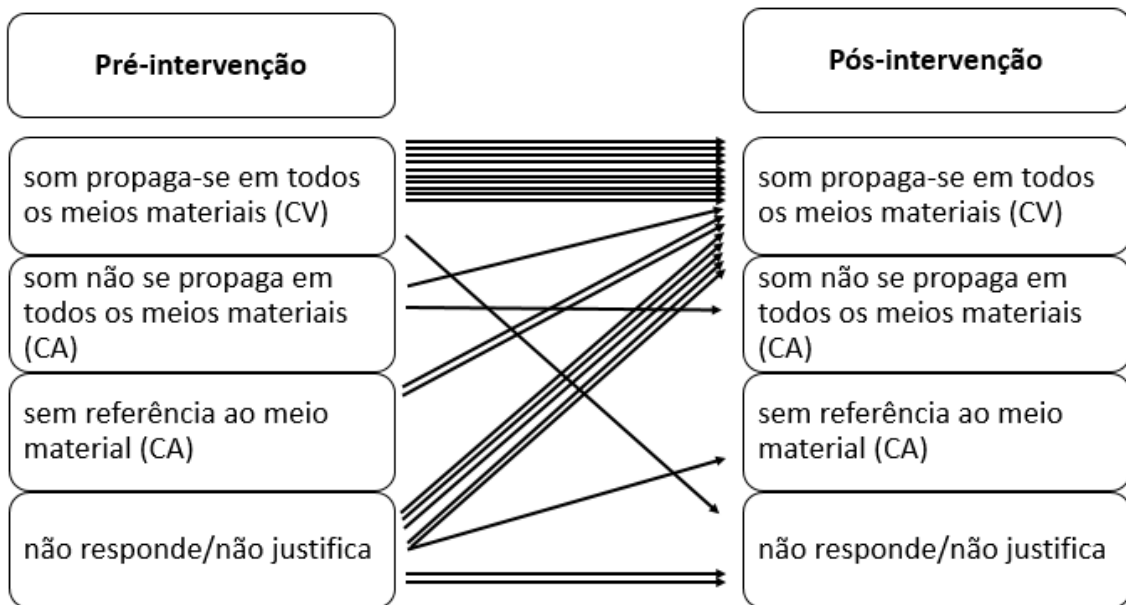 Pré-intervenção
som propaga-se em todos
os meios materiais (CV)
som não se propaga em
todos os meios materiais
(CA)
sem referência ao meio
material (CA)
não responde/não justifica
Pós-intervenção
som propaga-se em todos
os meios materiais (CV)
som não se propaga em
todos os meios materiais
(CA)
sem referência ao meio
material (CA)
não responde/não justifica